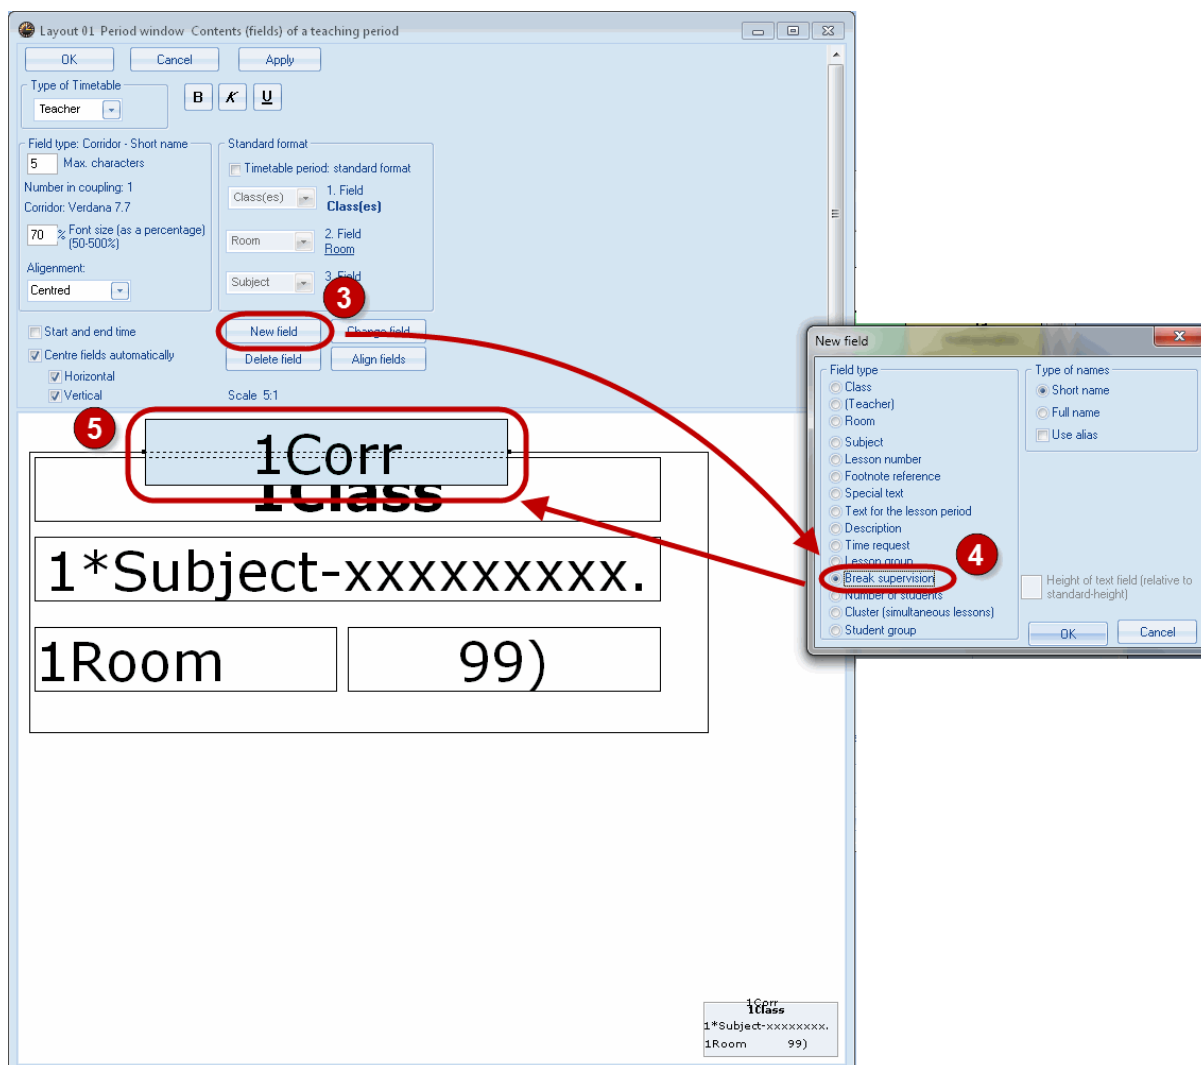 Layout 01 Period window Contents (fields) of a teaching period
OK Cancel Apply
Type of Timetable
Teacher
B K U
Field type: Corridor - Short name
5 Max. characters
Number in coupling: 1
Corridor: Verdana 7.7
70 % Font size (as a percentage)
(50-500%)
Aligenment:
Centred
Standard format
Timetable period: standard format
Class(es) 1. Field
Class(es)
Room 2. Field
Room
Subject 3. Field
3
Start and end time
Centre fields automatically
Horizontal
Vertical
New field Change field
Delete field Align fields
Scale 5:1
5
1Corr
1Class
1*Subject-xxxxxxxxx.
1Room 99)
1Corr
1Class
1*Subject-xxxxxxxx.
1Room 99)
New field
Field type
Class
(Teacher)
Room
Subject
Lesson number
Footnote reference
Special text
Text for the lesson period
Description
Time request
Lesson group
Break supervision
Number of students
Cluster (simultaneous lessons)
Student group
4
Type of names
Short name
Full name
Use alias
Height of text field (relative to
standard-height)
OK Cancel